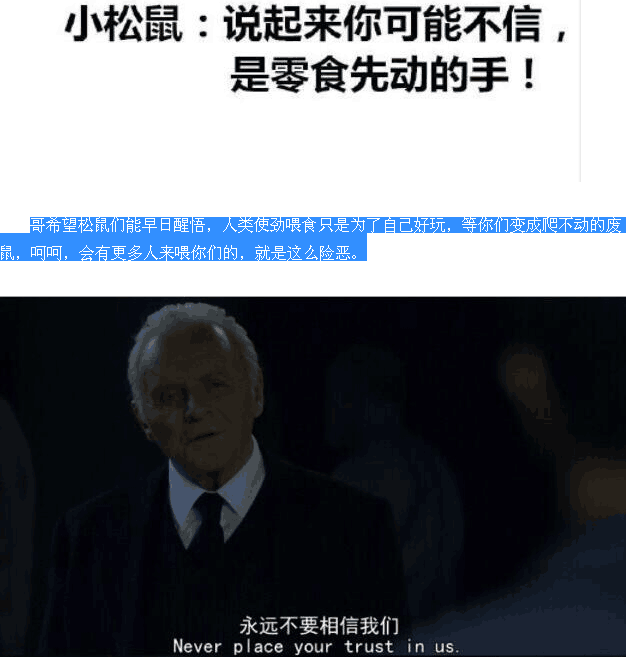 小松鼠：说起来你可能不信，
是零食先动的手！
哥希望松鼠们能早日醒悟，人类使劲喂食只是为了自己好玩，等你们变成爬不动的废
鼠，呵呵，会有更多人来喂你们的，就是这么险恶。
永远不要相信我们
Never place your trust in us.